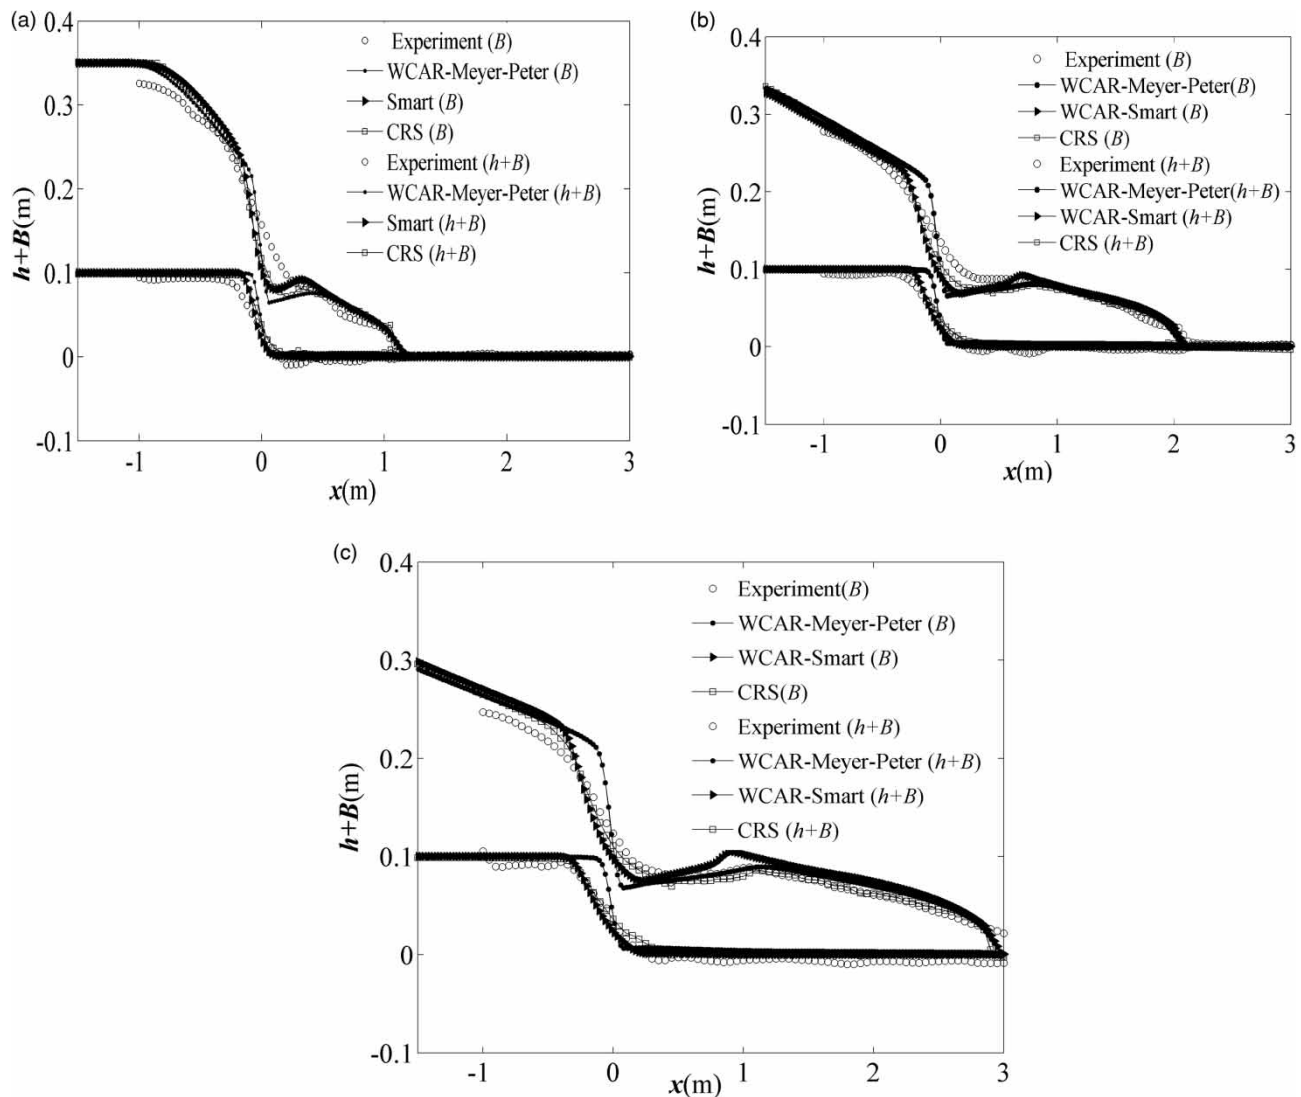 (a)
0.4
0.3
0.2
0.1
0
-0.1
h+B(m)
Experiment (B)
WCAR-Meyer-Peter (B)
Smart (B)
CRS (B)
Experiment (h+B)
WCAR-Meyer-Peter (h+B)
Smart (h+B)
CRS (h+B)
-1
0
1
2
3
x(m)
(b)
0.4
0.3
0.2
0.1
0
-0.1
h+B(m)
Experiment (B)
WCAR-Meyer-Peter(B)
WCAR-Smart (B)
CRS (B)
Experiment (h+B)
WCAR-Meyer-Peter(h+B)
WCAR-Smart (h+B)
CRS (h+B)
-1
0
1
2
3
x(m)
(c)
0.4
0.3
0.2
0.1
0
-0.1
h+B(m)
Experiment(B)
WCAR-Meyer-Peter (B)
WCAR-Smart (B)
CRS(B)
Experiment (h+B)
WCAR-Meyer-Peter (h+B)
WCAR-Smart (h+B)
CRS (h+B)
-1
0
1
2
3
x(m)